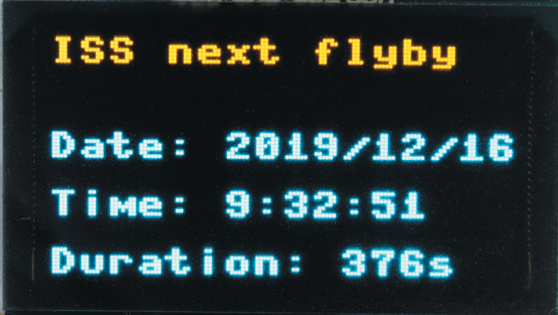 ISS next flyby
Date: 2019/12/16
Time: 9:32:51
Duration: 376s